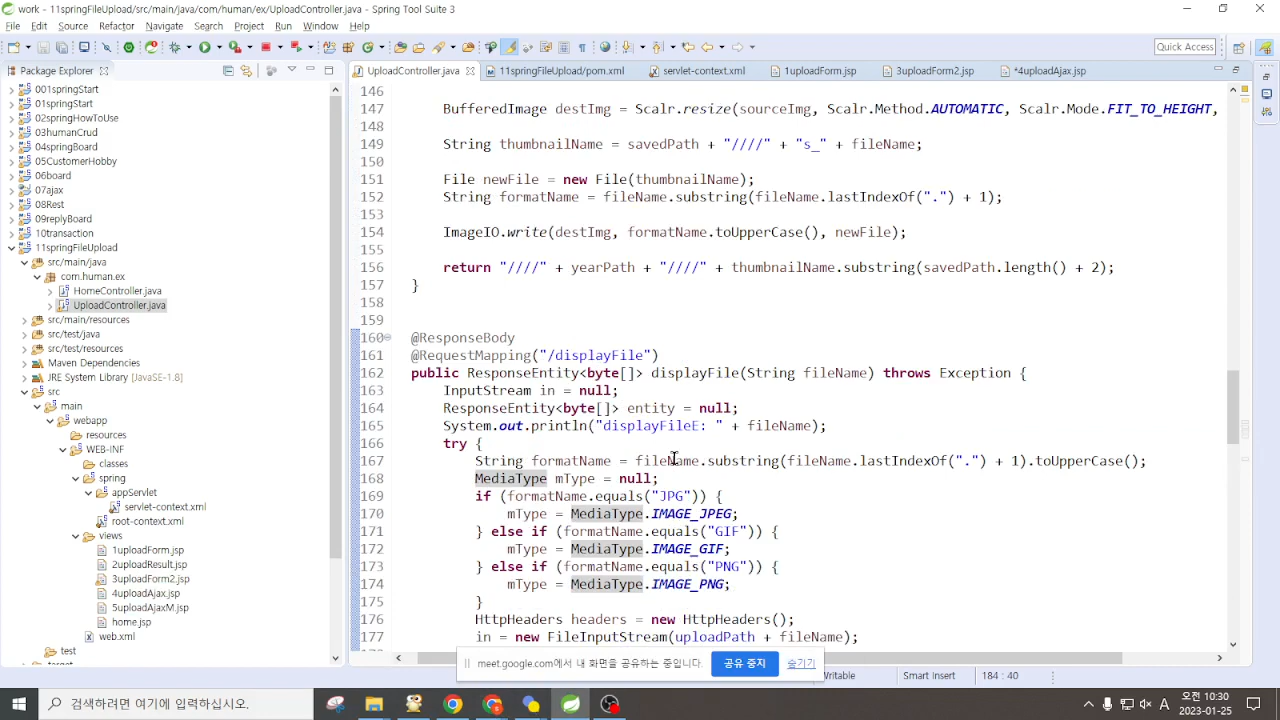 work - 11springFileUpload/src/main/java/com/human/ex/UploadController.java - Spring Tool Suite 3
File Edit Source Refactor Navigate Search Project Run Window Help
Quick Access
Package Explorer
001springStart
01springStart
02springHowToUse
03humanCrud
04springBoard
05CustomerHobby
06board
07ajax
08Rest
09replyBoard
10transaction
11springFileUpload
src/main/java
com.human.ex
HomeController.java
UploadController.java
src/main/resources
src/test/java
src/test/resources
Maven Dependencies
JRE System Library [JavaSE-1.8]
src
main
webapp
resources
WEB-INF
classes
spring
appServlet
servlet-context.xml
root-context.xml
views
1uploadForm.jsp
2uploadResult.jsp
3uploadForm2.jsp
4uploadAjax.jsp
5uploadAjaxM.jsp
home.jsp
web.xml
test
UploadController.java 11springFileUpload/pom.xml servlet-context.xml 1uploadForm.jsp 3uploadForm2.jsp *4uploadAjax.jsp
146
147 BufferedImage destImg = Scalr.resize(sourceImg, Scalr.Method.AUTOMATIC, Scalr.Mode.FIT_TO_HEIGHT,
148
149 String thumbnailName = savedPath + "////" + "s_" + fileName;
150
151 File newFile = new File(thumbnailName);
152 String formatName = fileName.substring(fileName.lastIndexOf(".") + 1);
153
154 ImageIO.write(destImg, formatName.toUpperCase(), newFile);
155
156 return "////" + yearPath + "////" + thumbnailName.substring(savedPath.length() + 2);
157 }
158
159
160 @ResponseBody
161 @RequestMapping("/displayFile")
162 public ResponseEntity<byte[]> displayFile(String fileName) throws Exception {
163 InputStream in = null;
164 ResponseEntity<byte[]> entity = null;
165 System.out.println("displayFileE: " + fileName);
166 try {
167 String formatName = fileName.substring(fileName.lastIndexOf(".") + 1).toUpperCase();
168 MediaType mType = null;
169 if (formatName.equals("JPG")) {
170 mType = MediaType.IMAGE_JPEG;
171 } else if (formatName.equals("GIF")) {
172 mType = MediaType.IMAGE_GIF;
173 } else if (formatName.equals("PNG")) {
174 mType = MediaType.IMAGE_PNG;
175 }
176 HttpHeaders headers = new HttpHeaders();
177 in = new FileInputStream(uploadPath + fileName);
meet.google.com에서 내 화면을 공유하는 중입니다. 공유 중지 숨기기
Writable Smart Insert 184 : 40
검색하려면 여기에 입력하십시오.
A 오전 10:30
2023-01-25